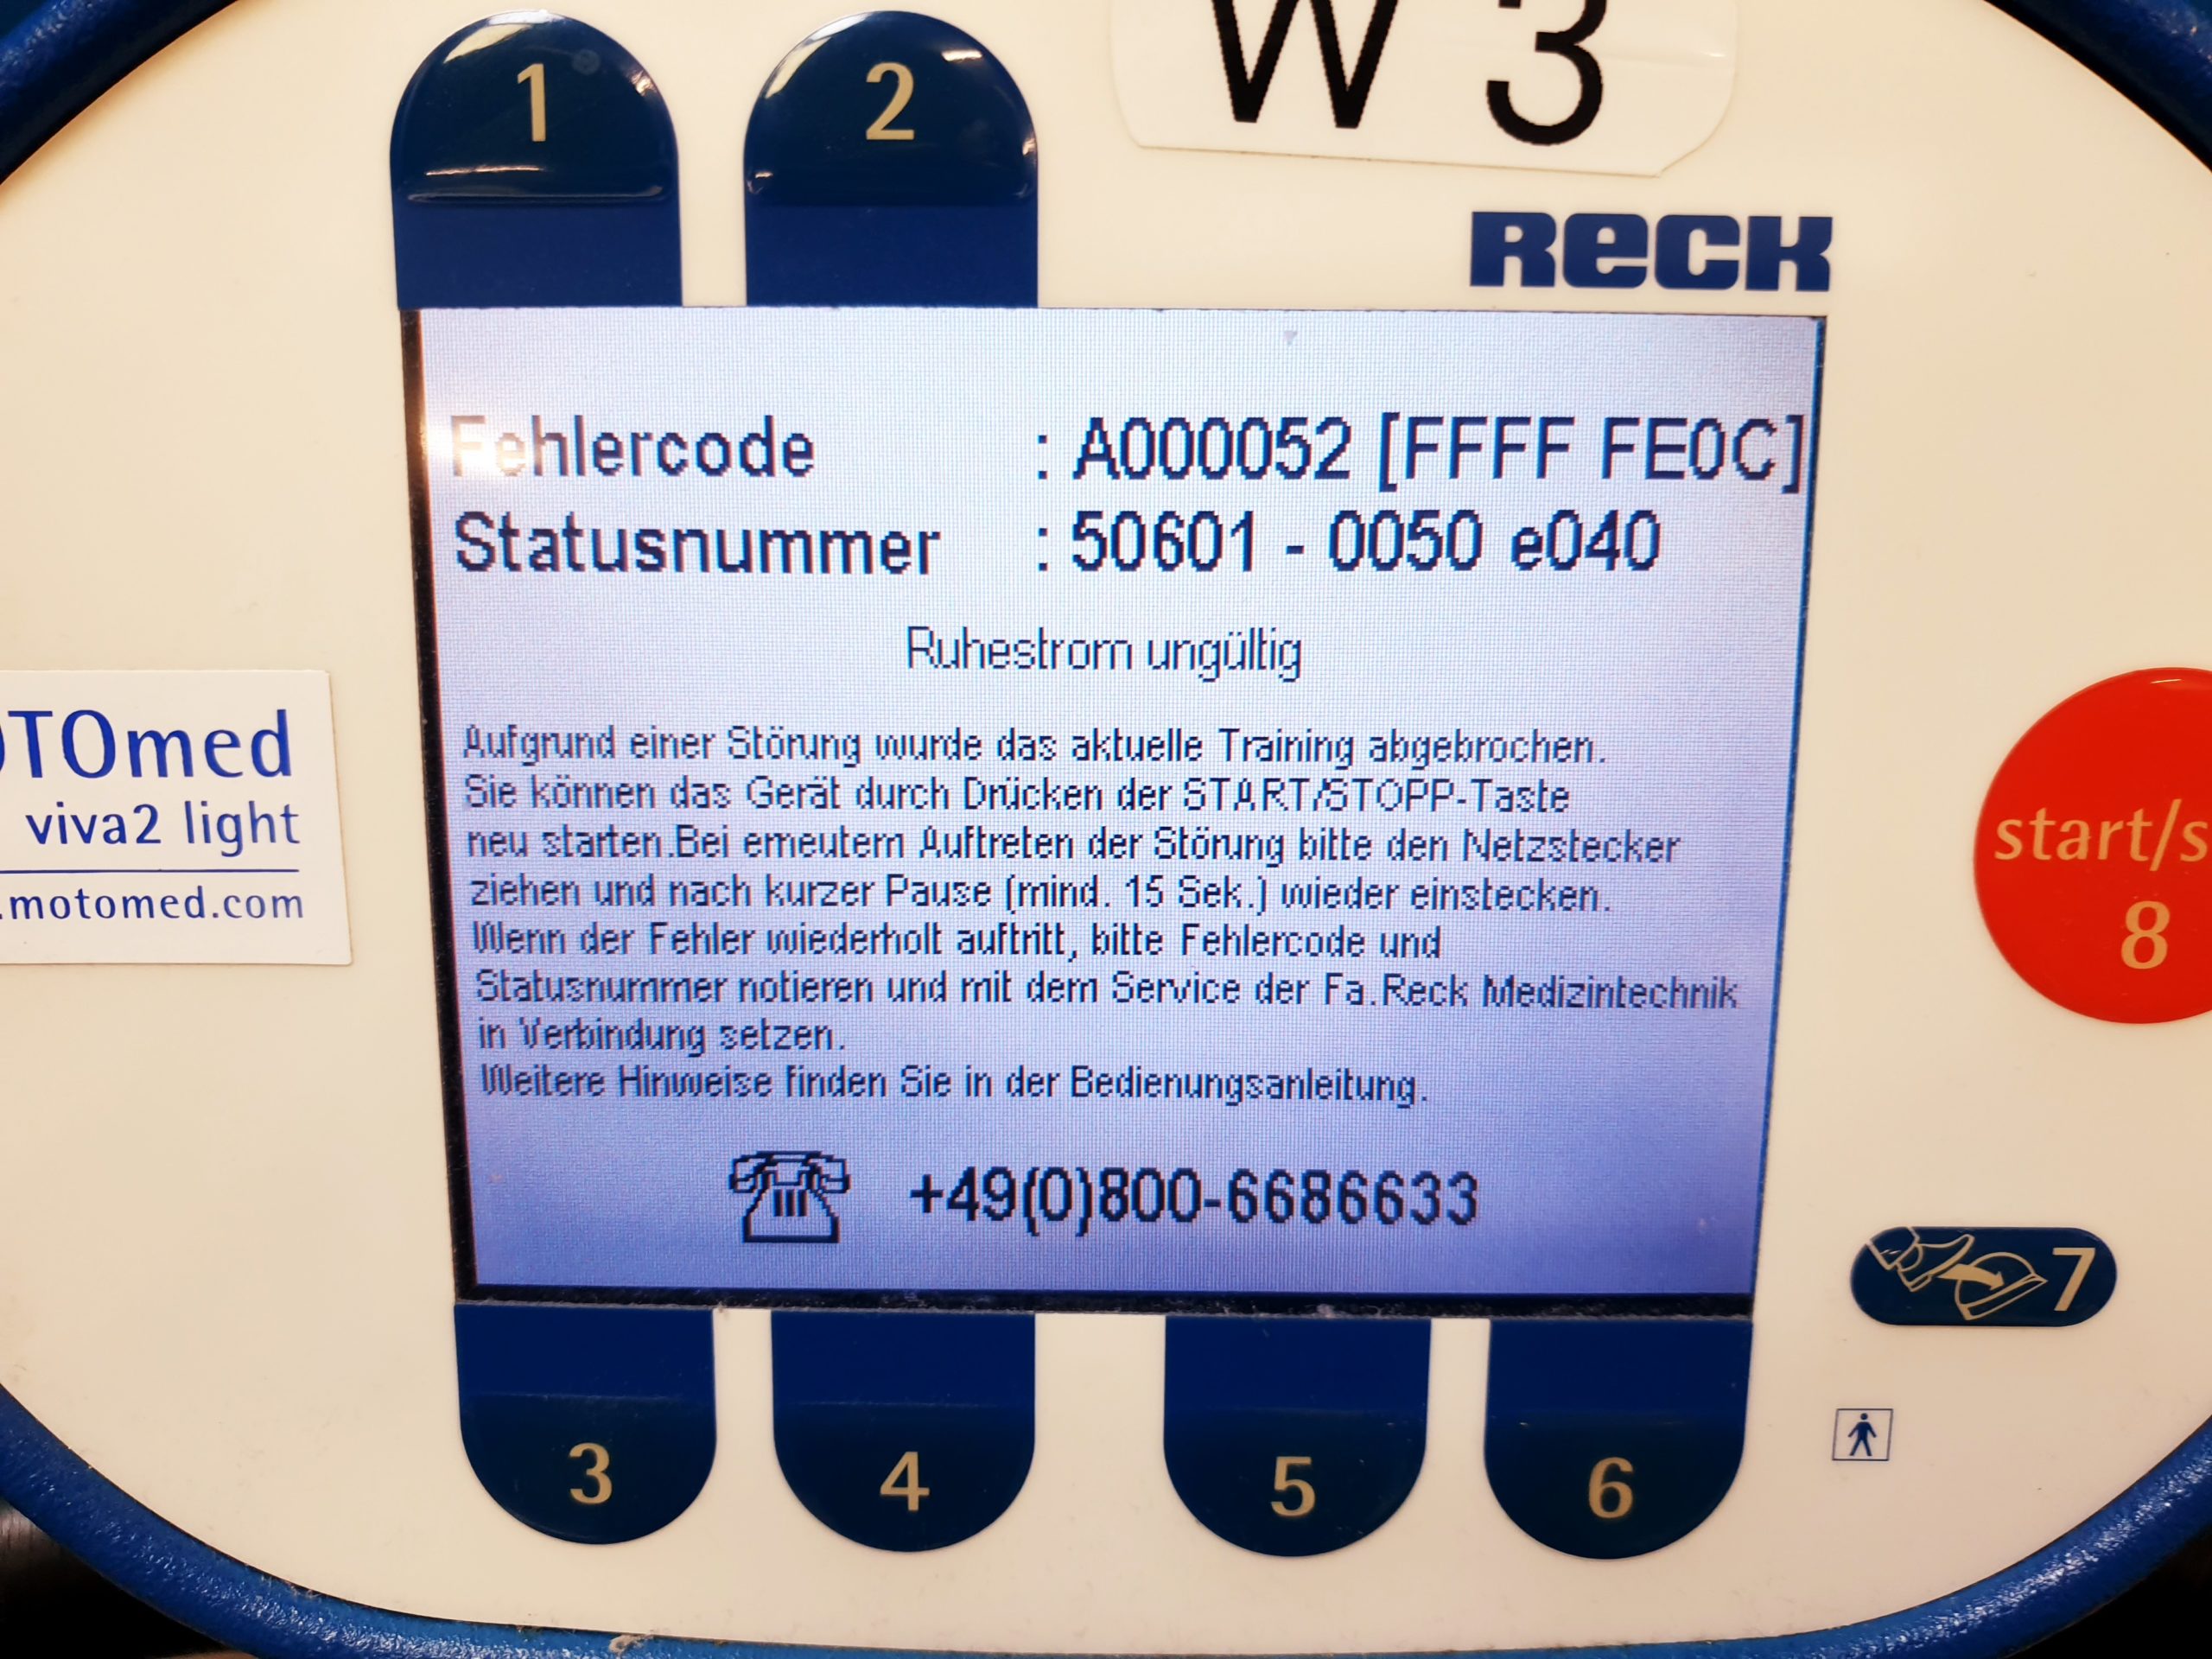 1 2 W 3
RECK
Fehlercode : A000052 [FFFF FE0C]
Statusnummer : 50601 - 0050 e040
Ruhestrom ungültig
Aufgrund einer Störung wurde das aktuelle Training abgebrochen.
Sie können das Gerät durch Drücken der START/STOPP-Taste
neu starten.Bei erneutem Auftreten der Störung bitte den Netzstecker
ziehen und nach kurzer Pause (mind. 15 Sek.) wieder einstecken.
Wenn der Fehler wiederholt auftritt, bitte Fehlercode und
Statusnummer notieren und mit dem Service der Fa.Reck Medizintechnik
in Verbindung setzen.
Weitere Hinweise finden Sie in der Bedienungsanleitung.
+49(0)800-6686633
OTOmed
viva2 light
.motomed.com
start/s
8
7
3 4 5 6